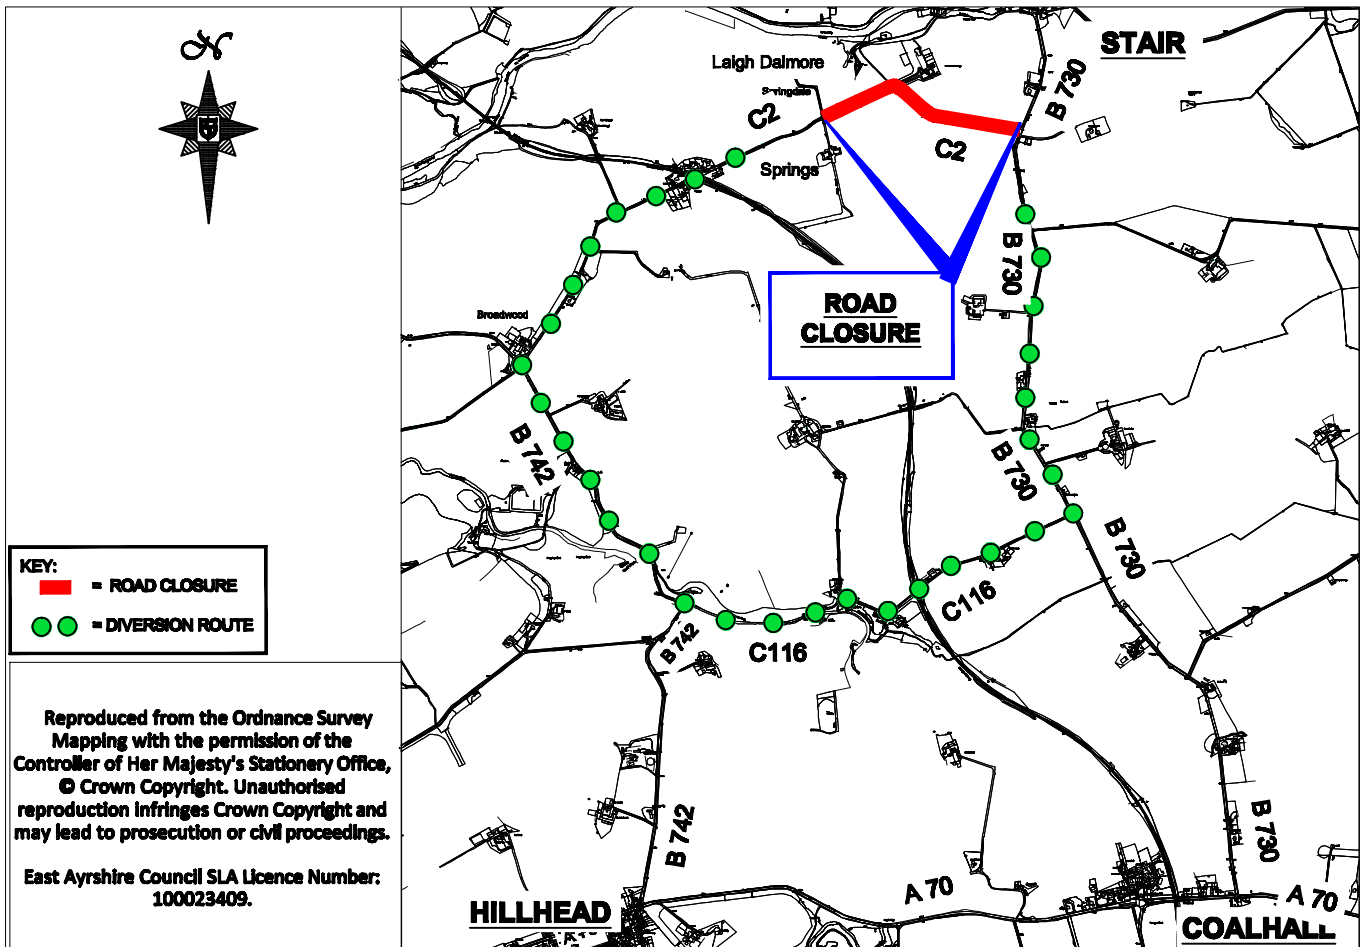 STAIR
Laigh Dalmore
B 730
C2
C2
Springs
B 730
ROAD
CLOSURE
Broadwood
B 742
B 730
B 730
KEY:
= ROAD CLOSURE
= DIVERSION ROUTE
C116
B 742
C116
Reproduced from the Ordnance Survey
Mapping with the permission of the
Controller of Her Majesty's Stationery Office,
© Crown Copyright. Unauthorised
reproduction infringes Crown Copyright and
may lead to prosecution or civil proceedings.
East Ayrshire Council SLA Licence Number:
100023409.
B 742
B 730
A 70
A 70
HILLHEAD
COALHALL